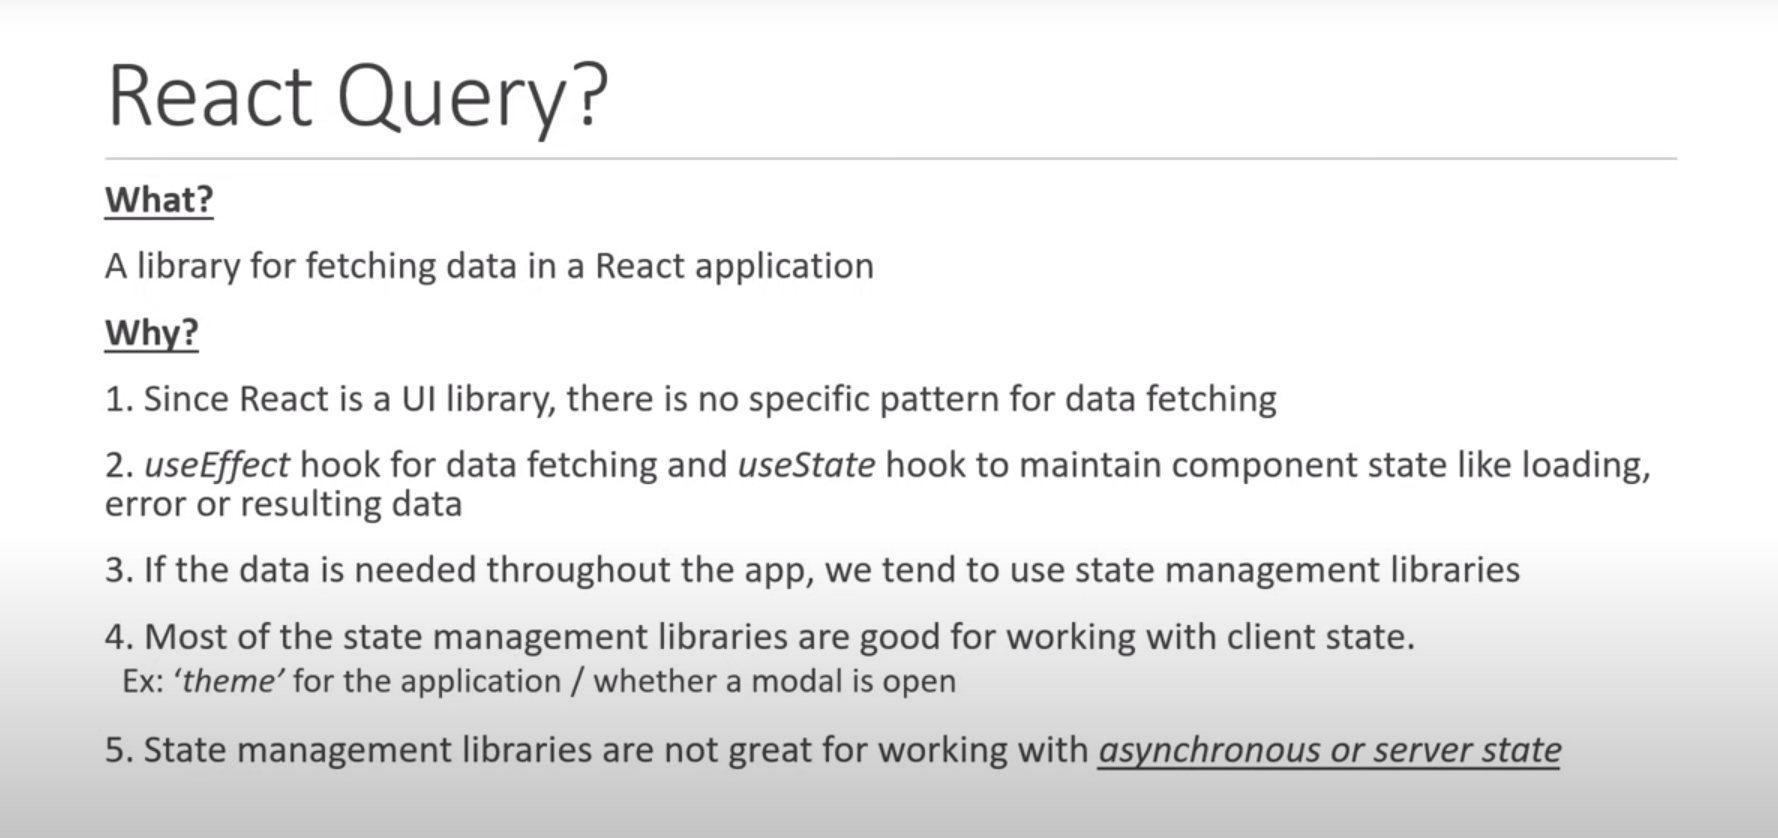 React Query?
What?
A library for fetching data in a React application
Why?
1. Since React is a UI library, there is no specific pattern for data fetching
2. useEffect hook for data fetching and useState hook to maintain component state like loading,
error or resulting data
3. If the data is needed throughout the app, we tend to use state management libraries
4. Most of the state management libraries are good for working with client state.
Ex: ‘theme’ for the application / whether a modal is open
5. State management libraries are not great for working with asynchronous or server state